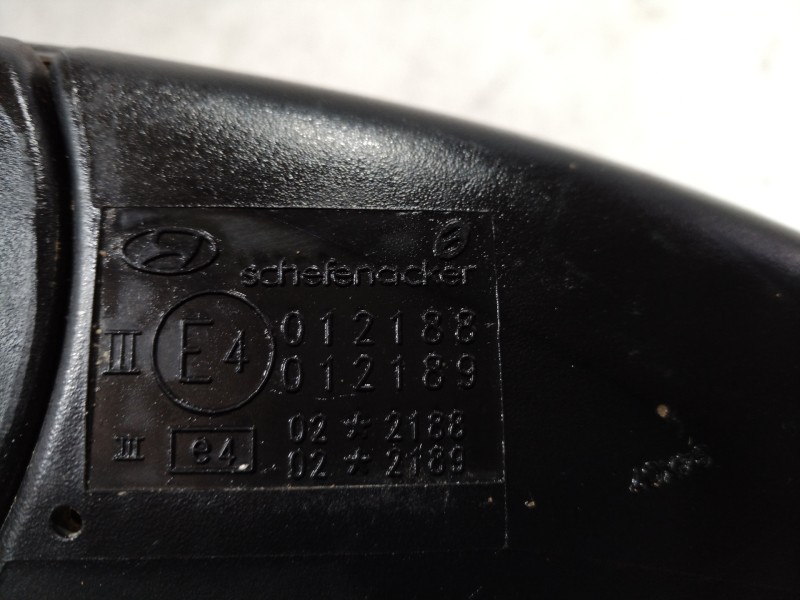 schefenacker
III E4 012188
012189
III e4 02*2188
02*2189